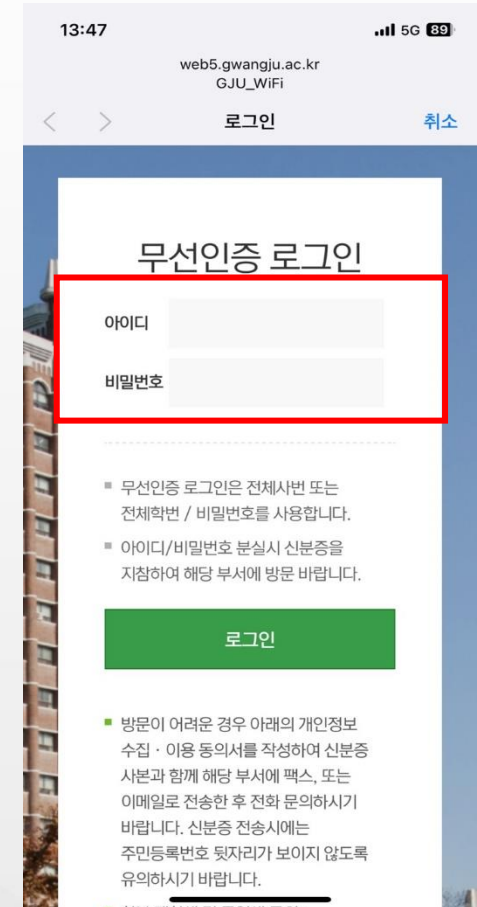 13:47
5G 89
web5.gwangju.ac.kr
GJU_WiFi
로그인
취소
무선인증 로그인
아이디
비밀번호
무선인증 로그인은 전체사번 또는
전체학번 / 비밀번호를 사용합니다.
아이디/비밀번호 분실시 신분증을
지참하여 해당 부서에 방문 바랍니다.
로그인
방문이 어려운 경우 아래의 개인정보
수집 · 이용 동의서를 작성하여 신분증
사본과 함께 해당 부서에 팩스, 또는
이메일로 전송한 후 전화 문의하시기
바랍니다. 신분증 전송시에는
주민등록번호 뒷자리가 보이지 않도록
유의하시기 바랍니다.